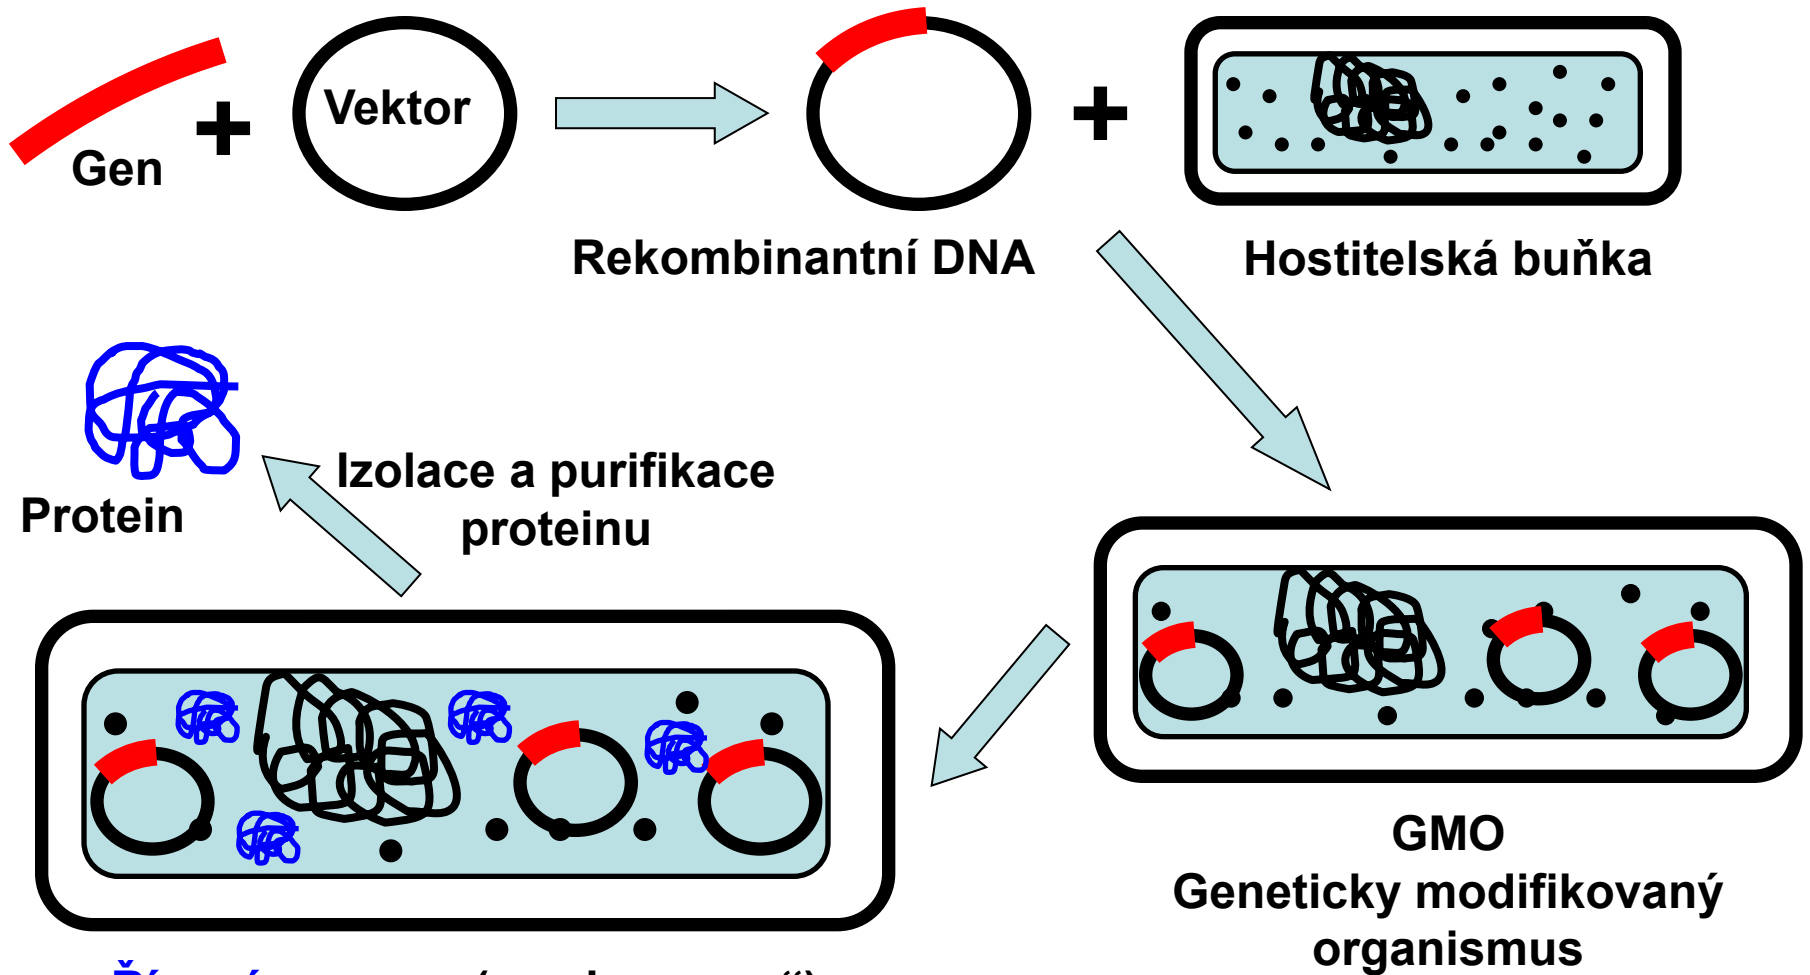 Gen
+
Vektor
+
Rekombinantní DNA
Hostitelská buňka
Izolace a purifikace
proteinu
Protein
GMO
Geneticky modifikovaný
organismus